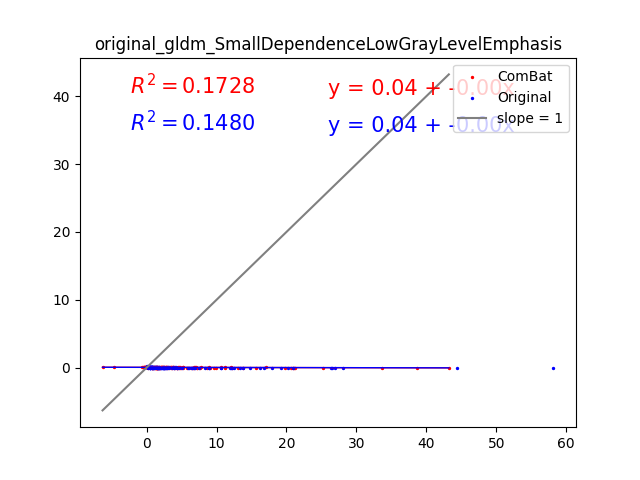 original_gldm_SmallDependenceLowGrayLevelEmphasis
R² = 0.1728 y = 0.04 + -0.00x
R² = 0.1480 y = 0.04 + -0.00x
ComBat
Original
slope = 1
40
30
20
10
0
0 10 20 30 40 50 60